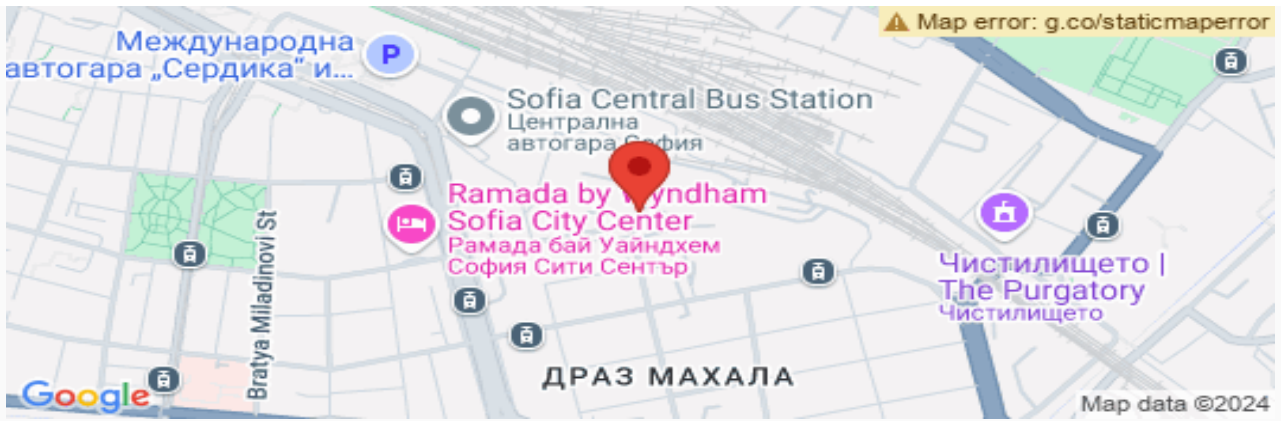 Map error: g.co/staticmaperror
Международна
автогара „Сердика“ и...
P
Sofia Central Bus Station
Централна
автогара София
Ramada by Wyndham
Sofia City Center
Рамада бай Уайндхем
София Сити Сентър
Чистилището |
The Purgatory
Чистилището
Bratya Miladinovi St
ДРАЗ МАХАЛА
Google
Map data ©2024